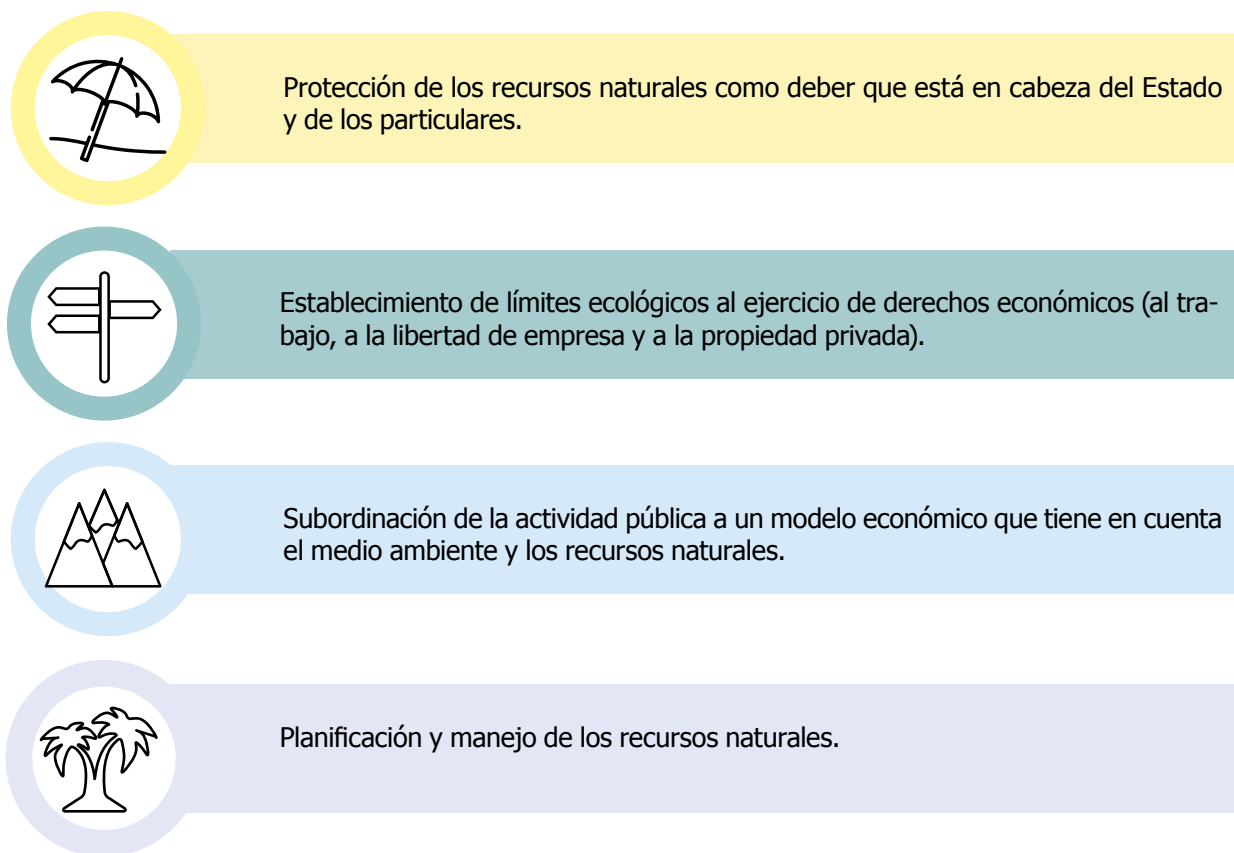 Protección de los recursos naturales como deber que está en cabeza del Estado
y de los particulares.
Establecimiento de límites ecológicos al ejercicio de derechos económicos (al tra-
bajo, a la libertad de empresa y a la propiedad privada).
Subordinación de la actividad pública a un modelo económico que tiene en cuenta
el medio ambiente y los recursos naturales.
Planificación y manejo de los recursos naturales.